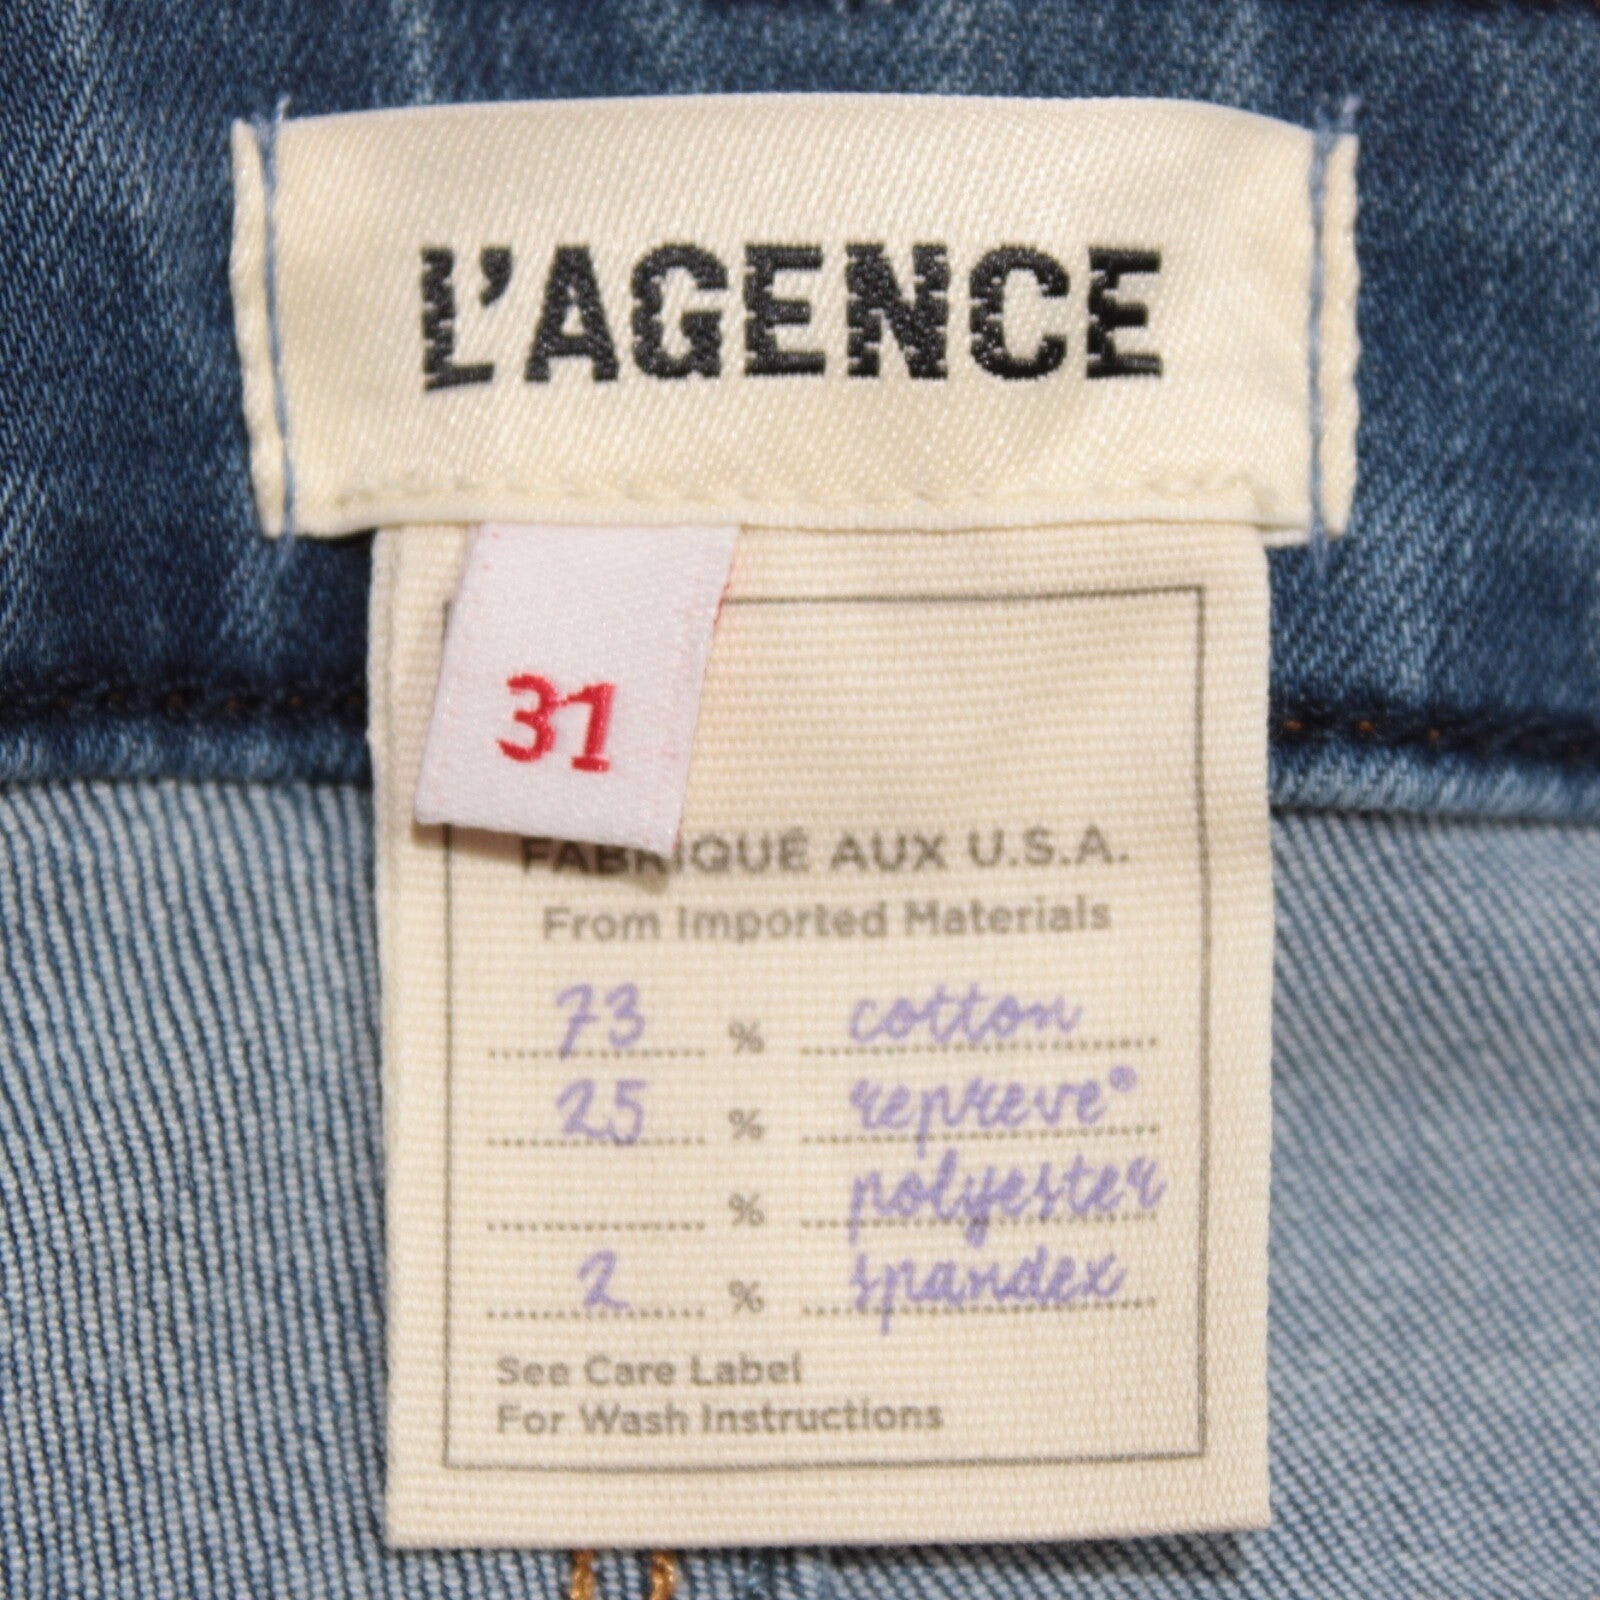 L'AGENCE
31
FABRIQUÉ AUX U.S.A.
From Imported Materials
73 % cotton
25 % repreve®
% polyester
2 % spandex
See Care Label
For Wash Instructions